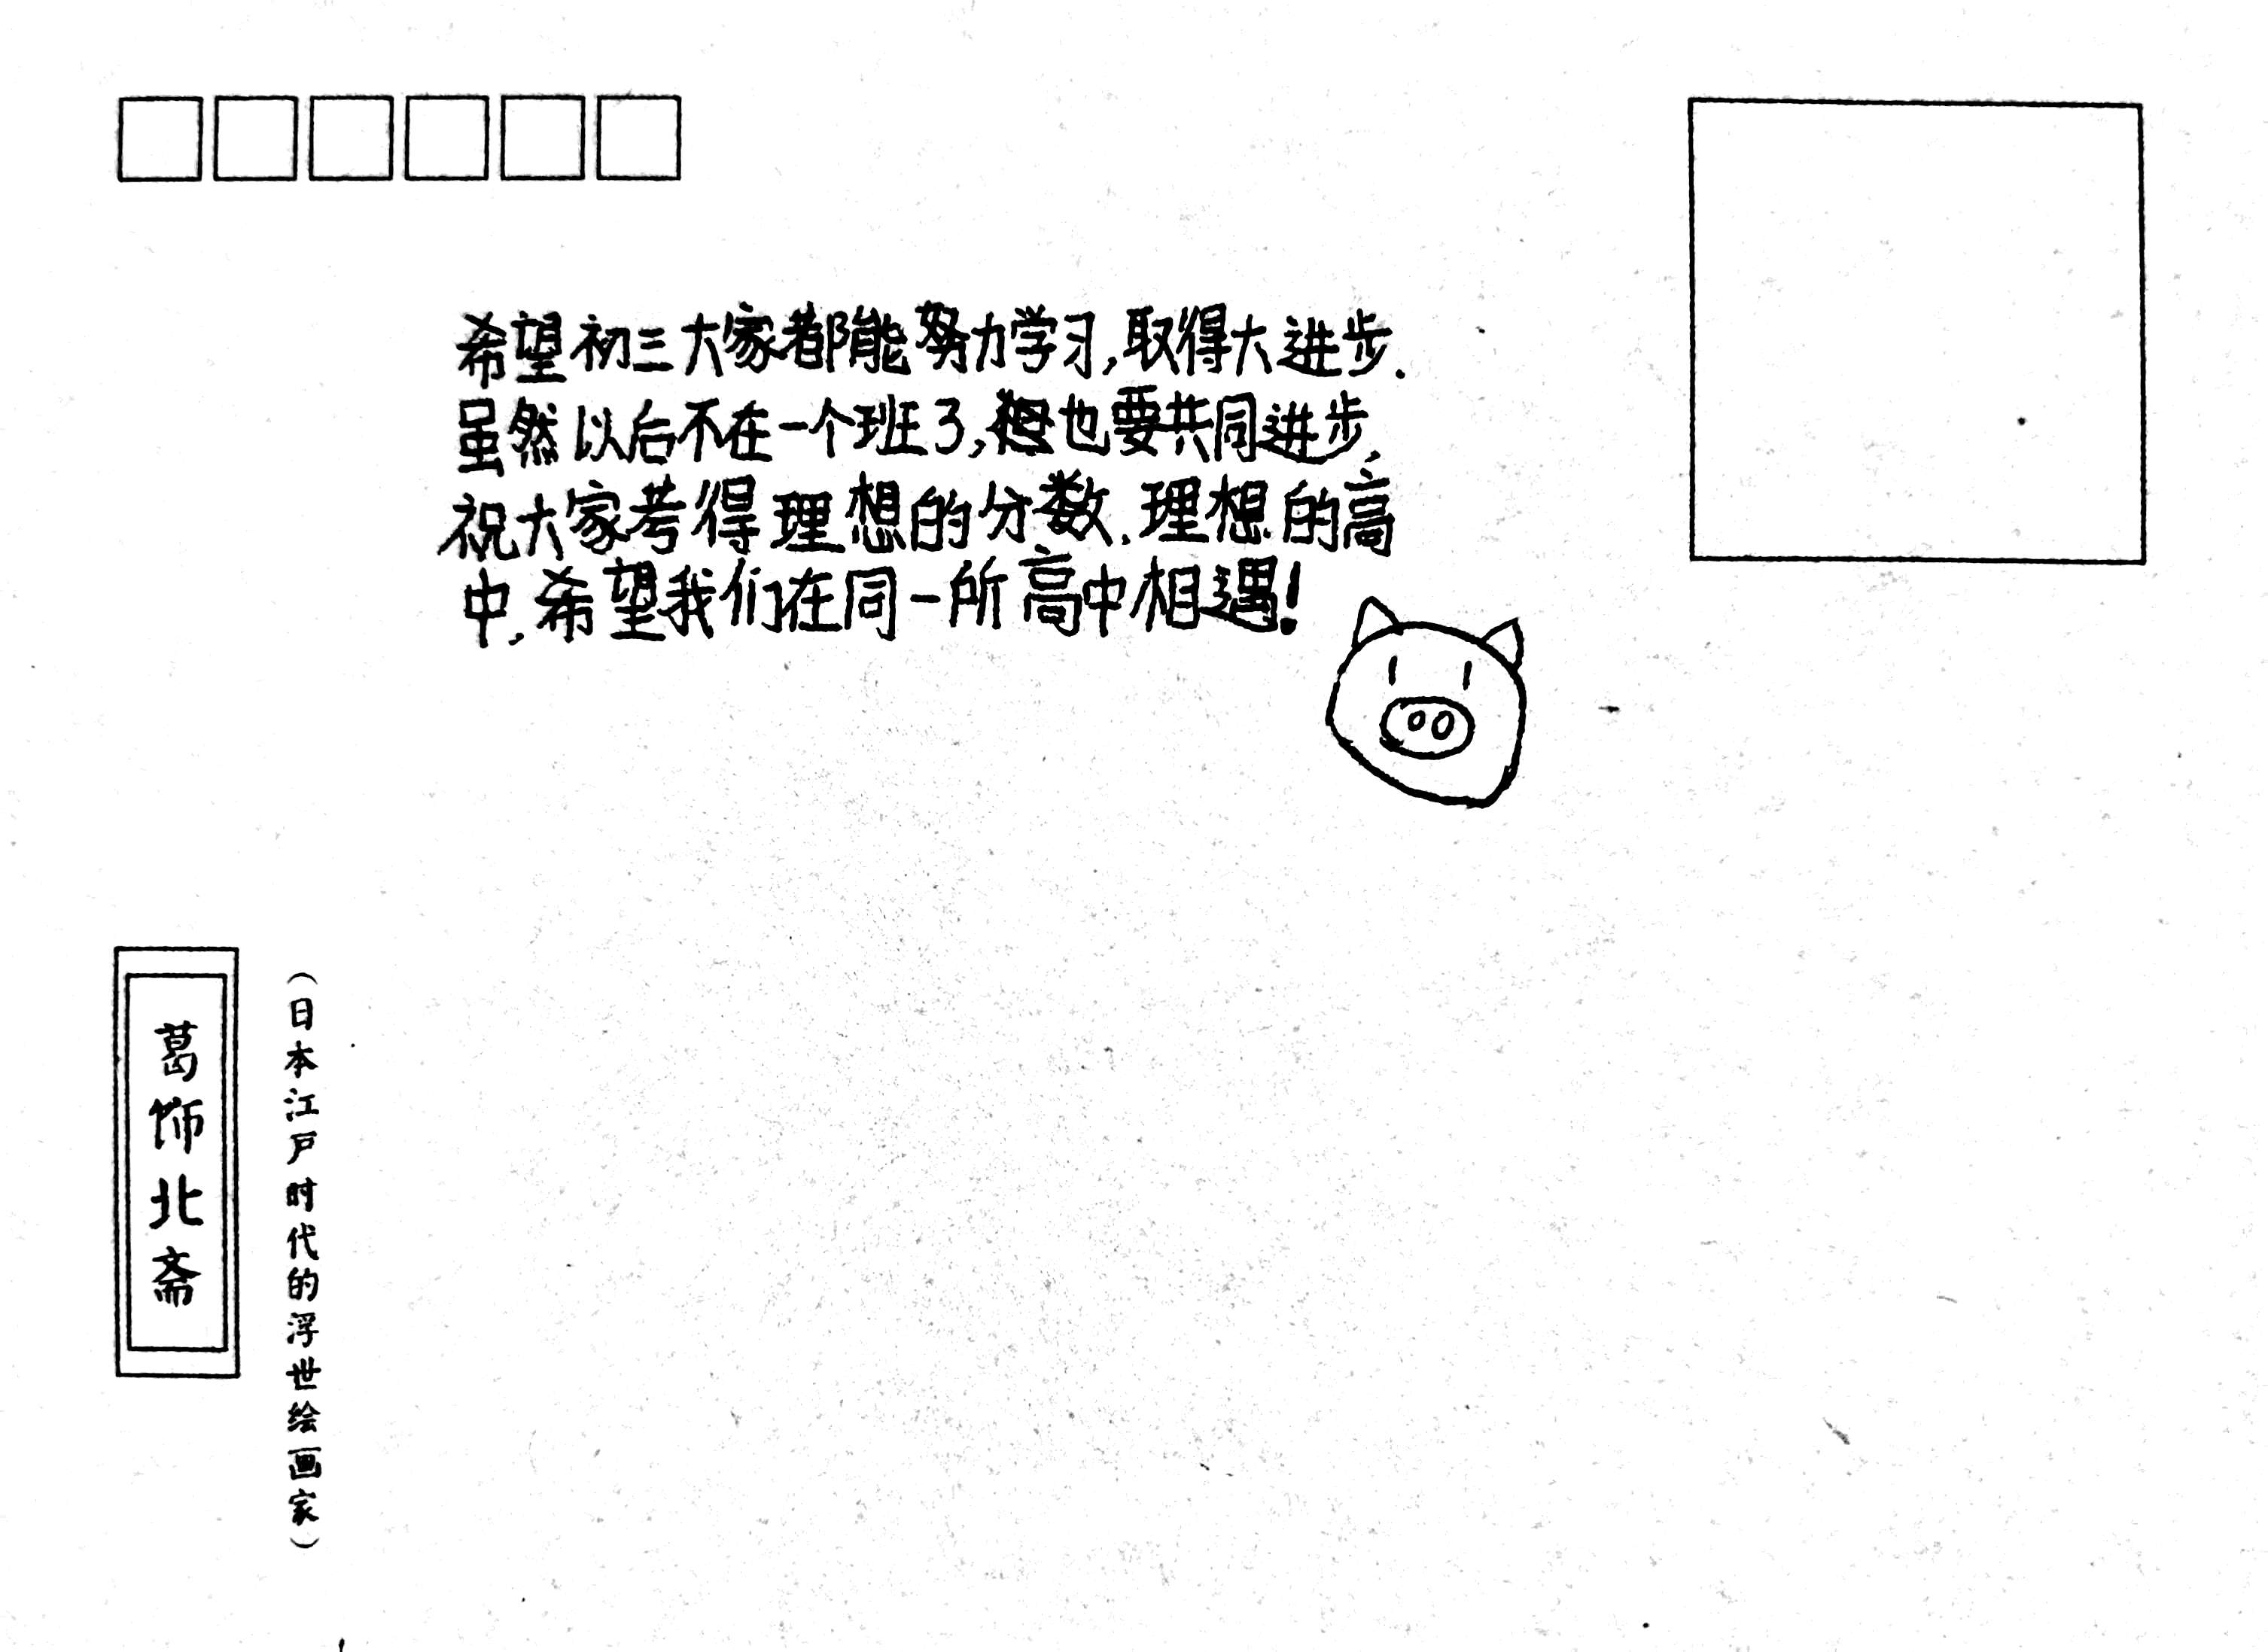 希望初三大家都能努力学习,取得大进步.
虽然以后不在一个班了,但也要共同进步,
祝大家考得理想的分数.理想的高
中,希望我们在同一所高中相遇!
葛饰北斋
(日本江户时代的浮世绘画家)